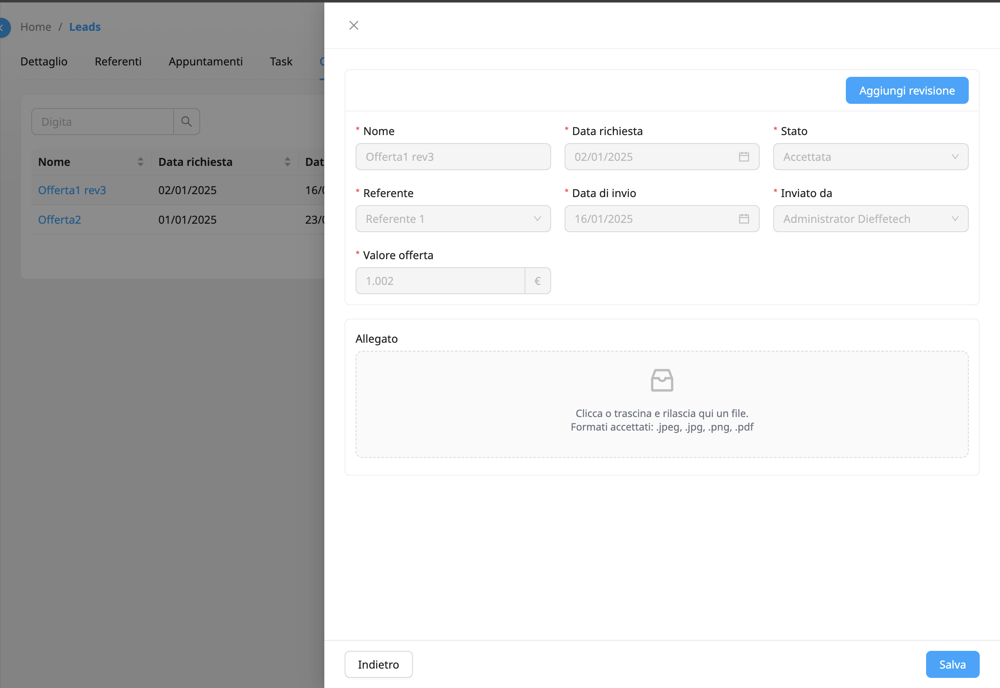 Home / Leads
Dettaglio Referenti Appuntamenti Task
Digita
Nome Data richiesta
Offerta1 rev3 02/01/2025
Offerta2 01/01/2025
Aggiungi revisione
* Nome * Data richiesta * Stato
Offerta1 rev3 02/01/2025 Accettata
* Referente * Data di invio * Inviato da
Referente 1 16/01/2025 Administrator Dieffetech
* Valore offerta
1.002 €
Allegato
Clicca o trascina e rilascia qui un file.
Formati accettati: .jpeg, .jpg, .png, .pdf
Indietro Salva